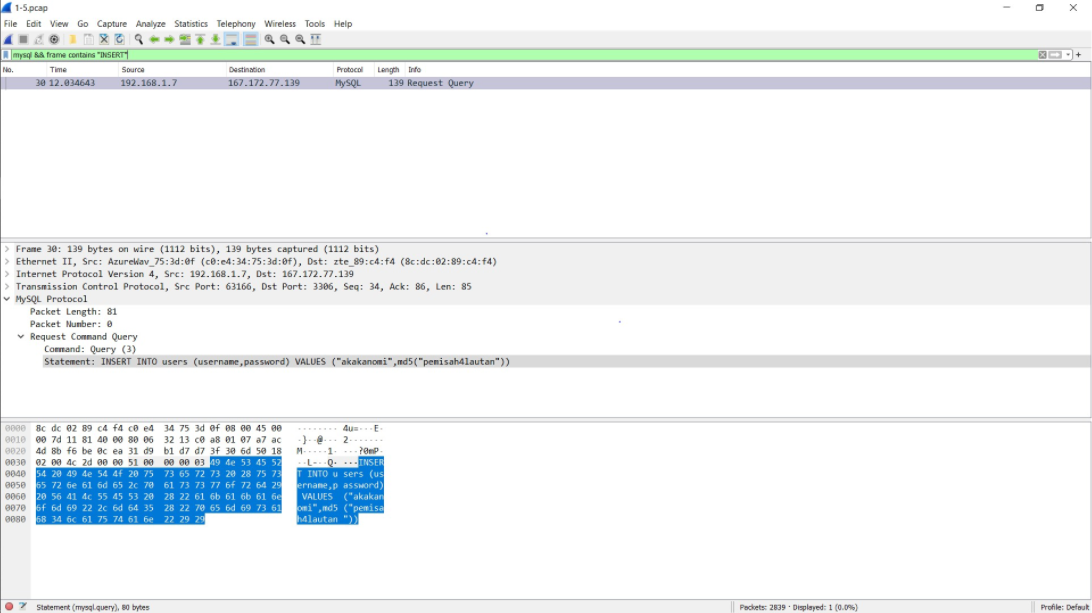 1-5.pcap
File Edit View Go Capture Analyze Statistics Telephony Wireless Tools Help
mysql && frame contains "INSERT"
No. Time Source Destination Protocol Length Info
30 12.034643 192.168.1.7 167.172.77.139 MySQL 139 Request Query
Frame 30: 139 bytes on wire (1112 bits), 139 bytes captured (1112 bits)
Ethernet II, Src: AzureWav_75:3d:0f (c0:e4:34:75:3d:0f), Dst: zte_89:c4:f4 (8c:dc:02:89:c4:f4)
Internet Protocol Version 4, Src: 192.168.1.7, Dst: 167.172.77.139
Transmission Control Protocol, Src Port: 63166, Dst Port: 3306, Seq: 34, Ack: 86, Len: 85
MySQL Protocol
Packet Length: 81
Packet Number: 0
Request Command Query
Command: Query (3)
Statement: INSERT INTO users (username,password) VALUES ("akakanomi",md5("pemisah4lautan"))
0000 8c dc 02 89 c4 f4 c0 e4 34 75 3d 0f 08 00 45 00 ········ 4u=···E·
0010 00 7d 11 81 40 00 80 06 32 13 c0 a8 01 07 a7 ac ·}··@··· 2·······
0020 4d 8b f6 be 0c ea 31 d9 b1 d7 d7 3f 30 6d 50 18 M·····1· ···?0mP·
0030 02 00 4c 2d 00 00 51 00 00 00 03 49 4e 53 45 52 ··L-··Q· ···INSER
0040 54 20 49 4e 54 4f 20 75 73 65 72 73 20 28 75 73 T INTO u sers (us
0050 65 72 6e 61 6d 65 2c 70 61 73 73 77 6f 72 64 29 ername,p assword)
0060 20 56 41 4c 55 45 53 20 28 22 61 6b 61 6b 61 6e VALUES ("akakan
0070 6f 6d 69 22 2c 6d 64 35 28 22 70 65 6d 69 73 61 omi",md5 ("pemisa
0080 68 34 6c 61 75 74 61 6e 22 29 29 h4lautan "))
Statement (mysql.query), 80 bytes Packets: 2839 · Displayed: 1 (0.0%) Profile: Default